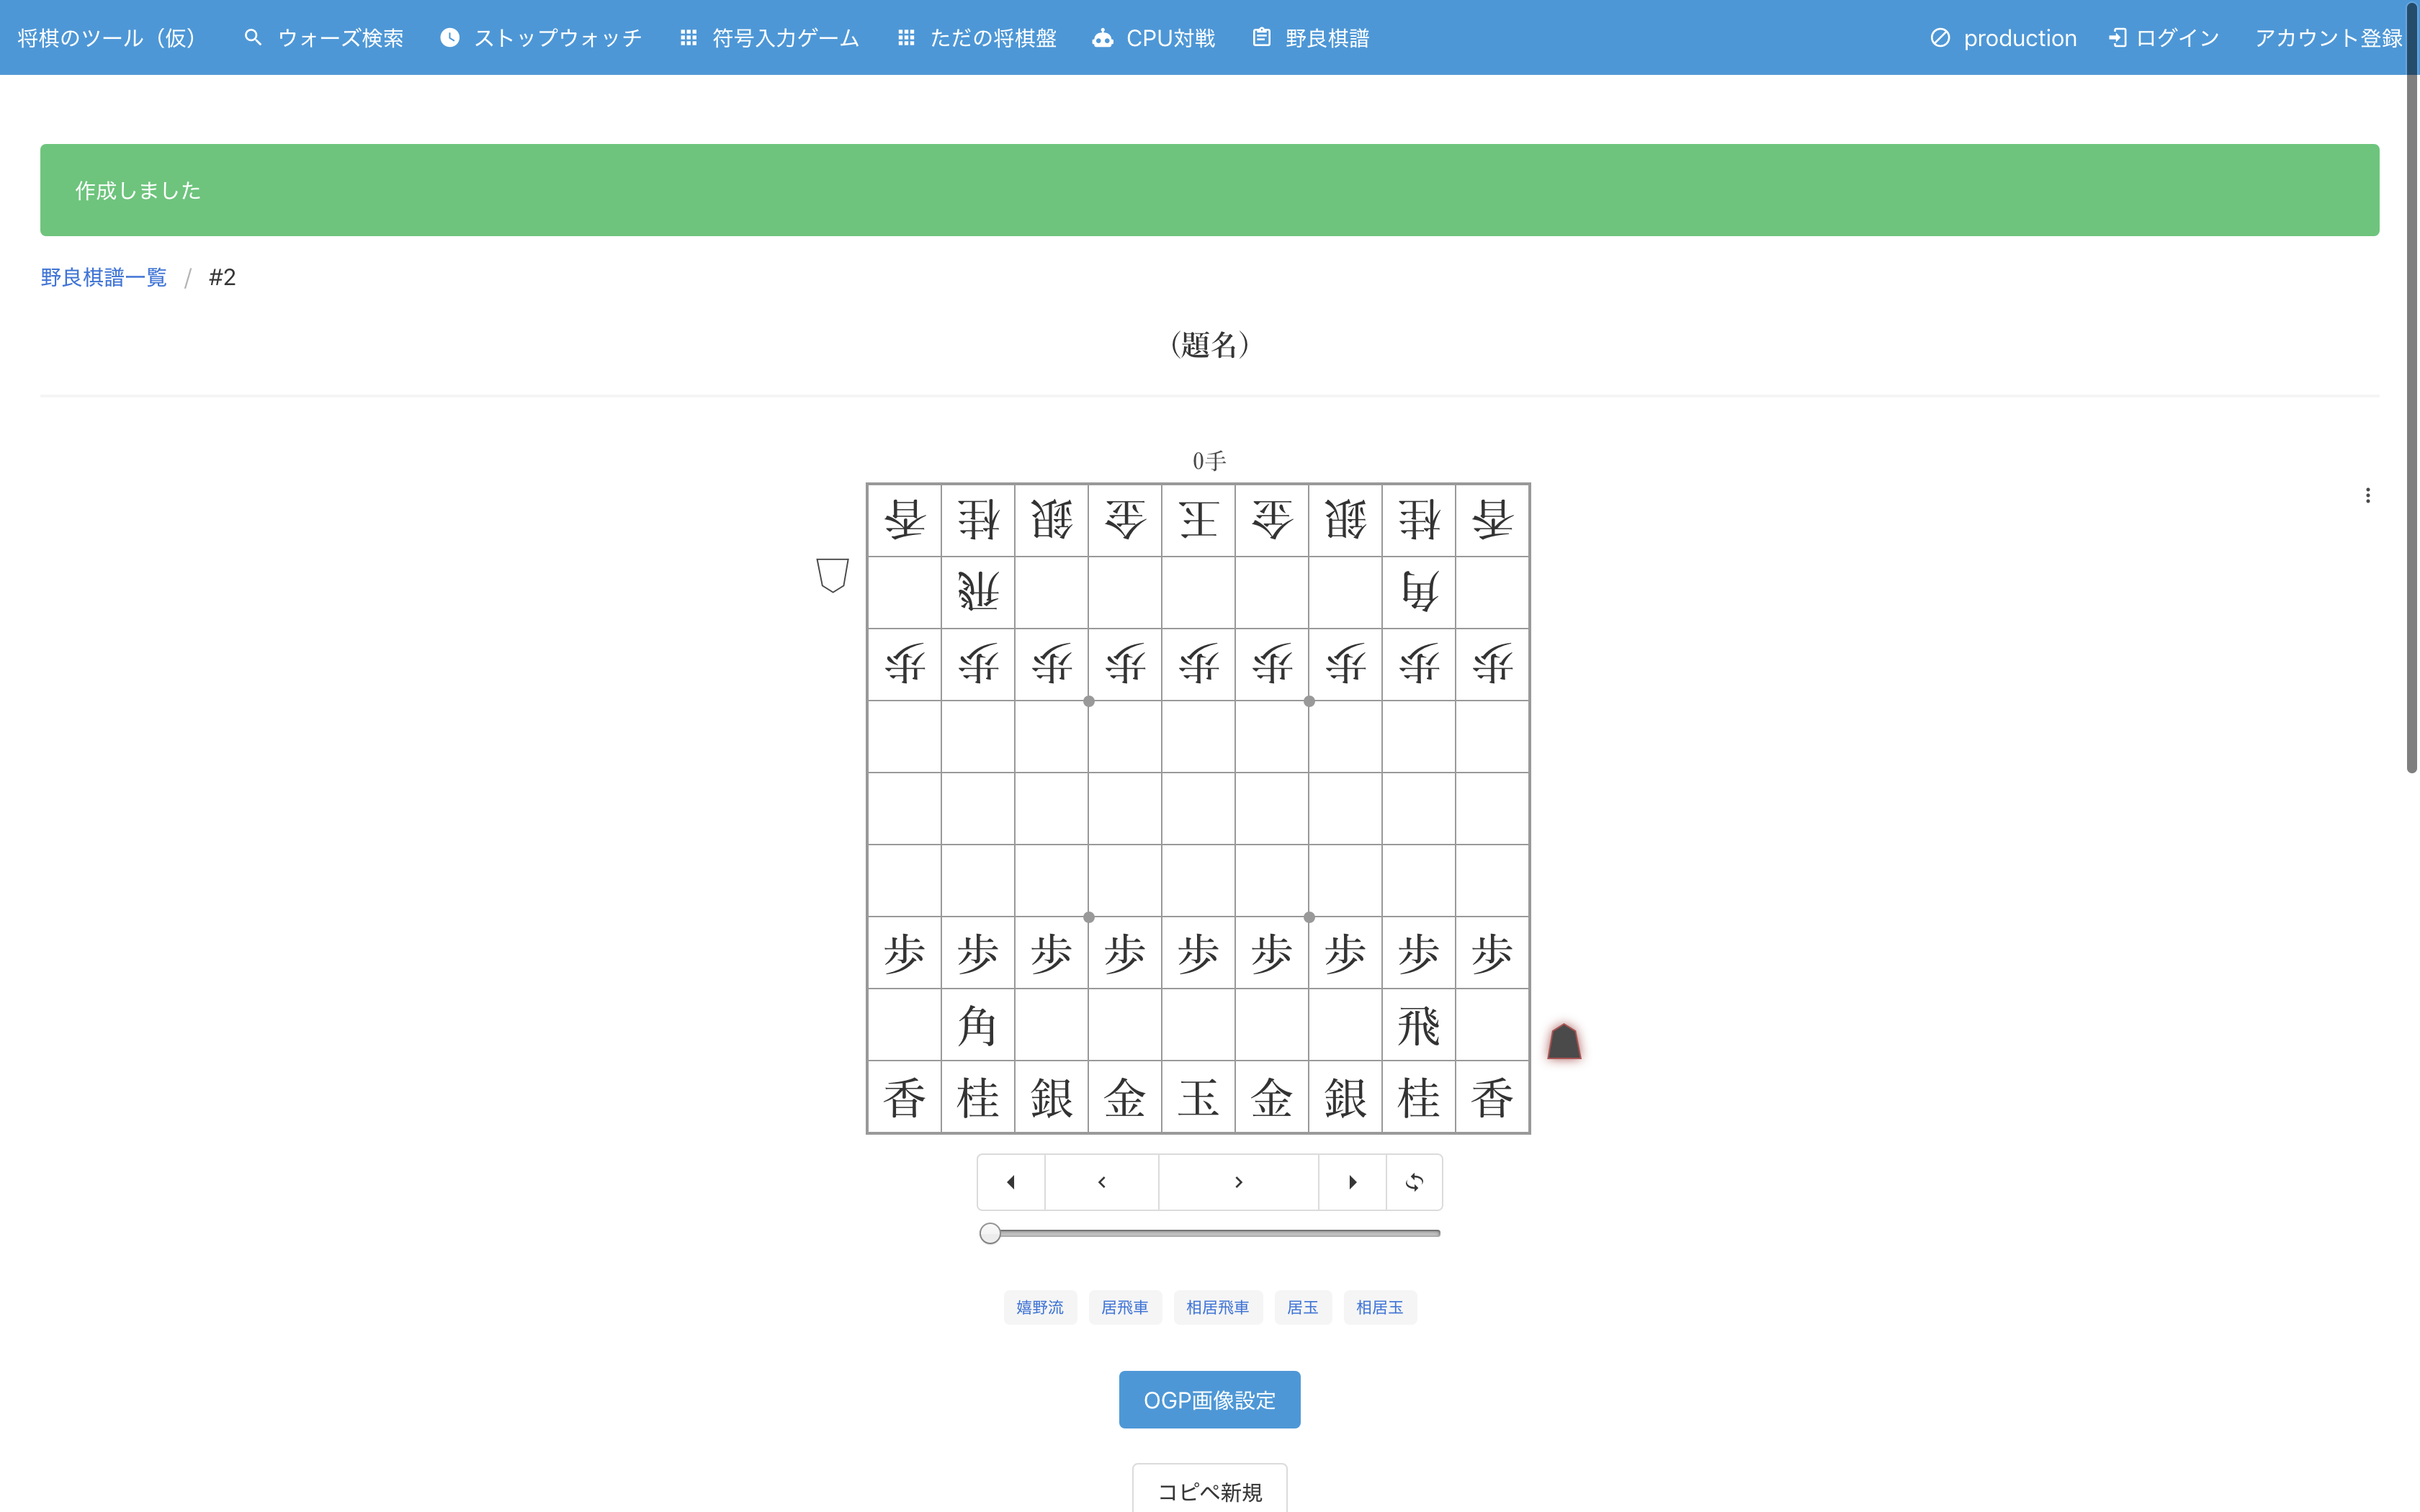 将棋のツール（仮） ウォーズ検索 ストップウォッチ 符号入力ゲーム ただの将棋盤 CPU対戦 野良棋譜 production ログイン アカウント登録
作成しました
野良棋譜一覧 / #2
（題名）
0手
香桂銀金王金銀桂香
飛角
歩歩歩歩歩歩歩歩歩
歩歩歩歩歩歩歩歩歩
角飛
香桂銀金玉金銀桂香
嬉野流 居飛車 相居飛車 居玉 相居玉
OGP画像設定
コピペ新規